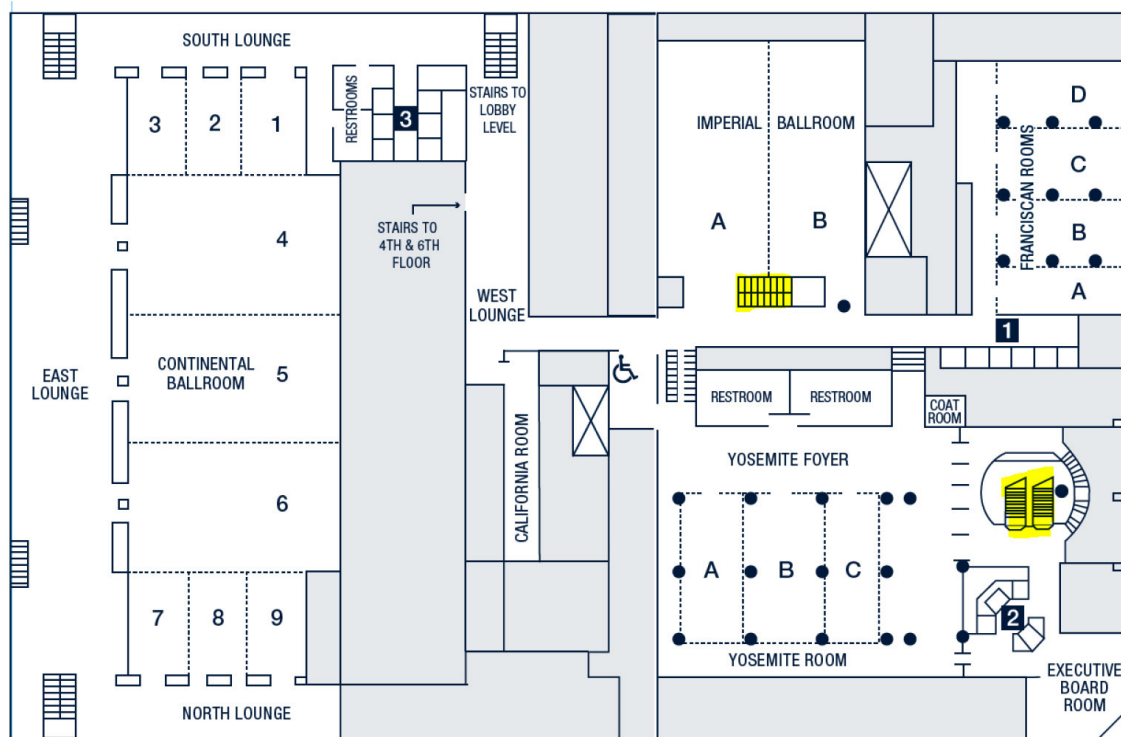 SOUTH LOUNGE
3
2
1
RESTROOMS
3
STAIRS TO
LOBBY
LEVEL
IMPERIAL
BALLROOM
A
B
D
C
B
A
FRANCISCAN ROOMS
1
4
STAIRS TO
4TH & 6TH
FLOOR
WEST
LOUNGE
EAST
LOUNGE
CONTINENTAL
BALLROOM
5
6
CALIFORNIA ROOM
RESTROOM
RESTROOM
COAT
ROOM
YOSEMITE FOYER
A
B
C
YOSEMITE ROOM
2
7
8
9
NORTH LOUNGE
EXECUTIVE
BOARD
ROOM